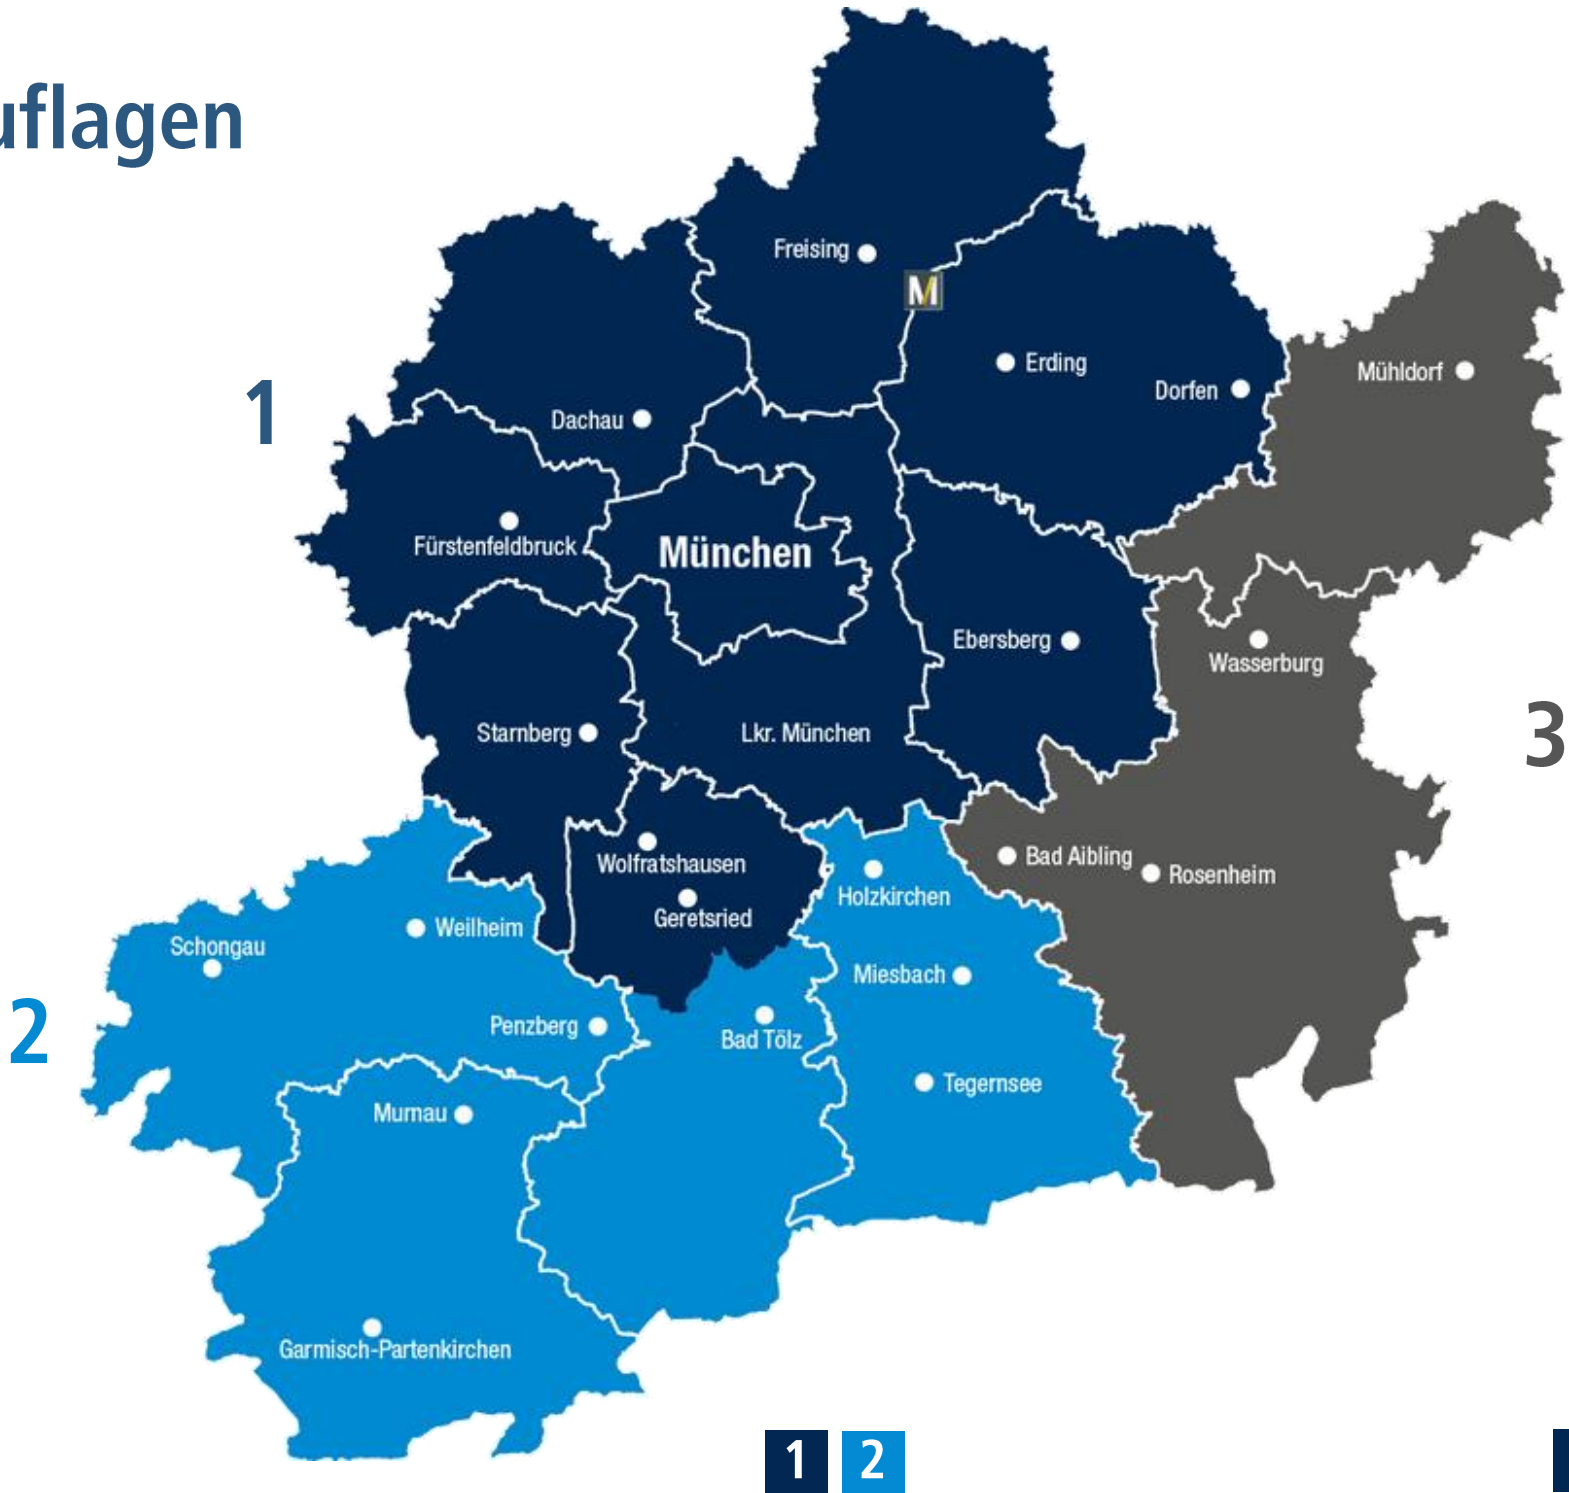 uflagen
Freising
M
Erding
Dorfen
Mühldorf
1
Dachau
Fürstenfeldbruck
München
Ebersberg
Wasserburg
Starnberg
Lkr. München
3
Wolfratshausen
Bad Aibling
Rosenheim
Holzkirchen
Geretsried
Weilheim
Schongau
Miesbach
2
Penzberg
Bad Tölz
Tegernsee
Murnau
Garmisch-Partenkirchen
1 2